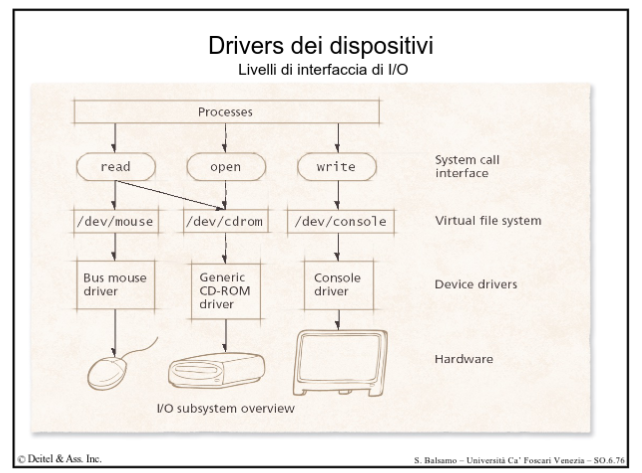 Drivers dei dispositivi
Livelli di interfaccia di I/O
Processes
read
open
write
System call
interface
/dev/mouse
/dev/cdrom
/dev/console
Virtual file system
Bus mouse
driver
Generic
CD-ROM
driver
Console
driver
Device drivers
Hardware
I/O subsystem overview
© Deitel & Ass. Inc.
S. Balsamo – Università Ca' Foscari Venezia – SO.6.76